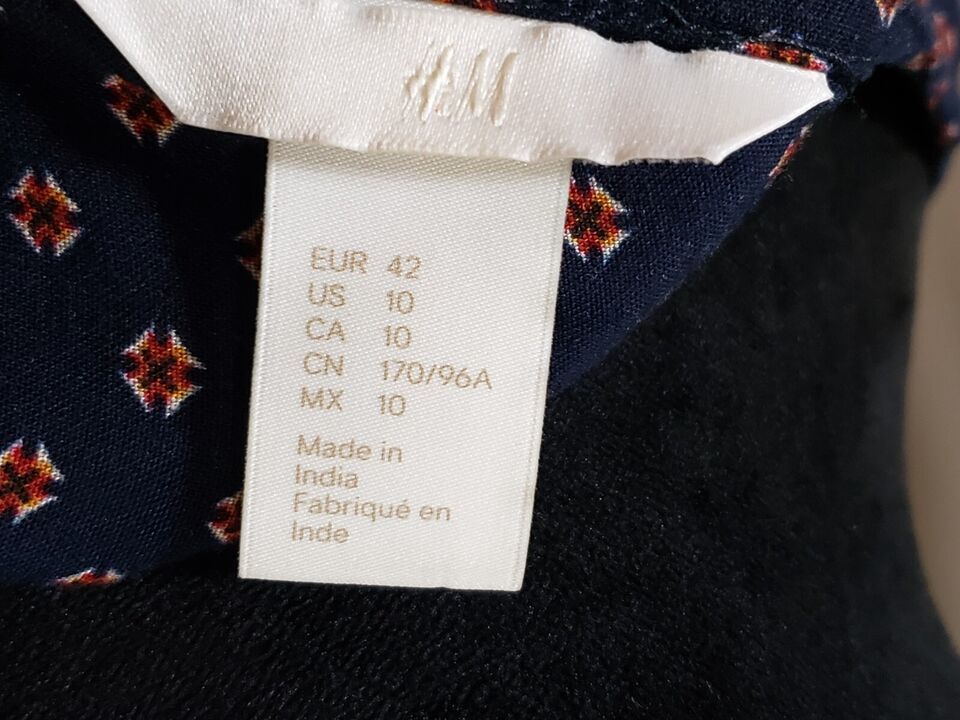 H&M
EUR 42
US 10
CA 10
CN 170/96A
MX 10
Made in
India
Fabriqué en
Inde